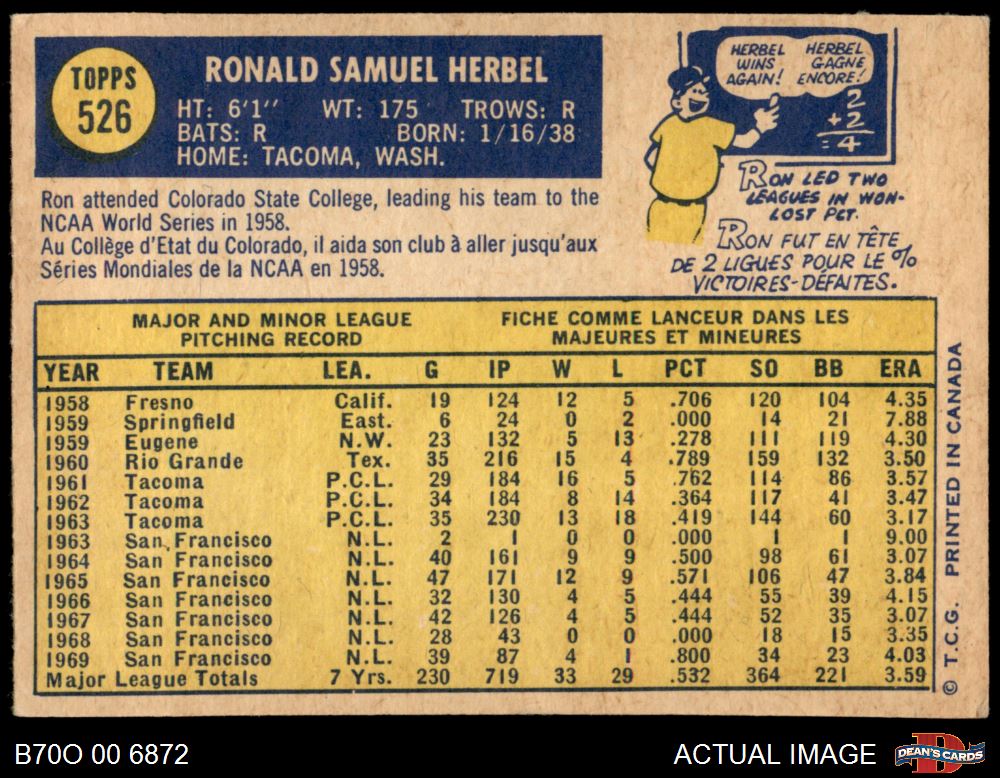 TOPPS
526
RONALD SAMUEL HERBEL
HT: 6'1'' WT: 175 TROWS: R
BATS: R BORN: 1/16/38
HOME: TACOMA, WASH.
Ron attended Colorado State College, leading his team to the
NCAA World Series in 1958.
Au Collège d'Etat du Colorado, il aida son club à aller jusqu'aux
Séries Mondiales de la NCAA en 1958.
HERBEL WINS AGAIN!
HERBEL GAGNE ENCORE!
2
+2
=4
RON LED TWO
LEAGUES IN WON-
LOST PCT.
RON FUT EN TÊTE
DE 2 LIGUES POUR LE %
VICTOIRES-DÉFAITES.
MAJOR AND MINOR LEAGUE
PITCHING RECORD
FICHE COMME LANCEUR DANS LES
MAJEURES ET MINEURES
YEAR TEAM LEA. G IP W L PCT SO BB ERA
1958 Fresno Calif. 19 124 12 5 .706 120 104 4.35
1959 Springfield East. 6 24 0 2 .000 14 21 7.88
1959 Eugene N.W. 23 132 5 13 .278 111 119 4.30
1960 Rio Grande Tex. 35 216 15 4 .789 159 132 3.50
1961 Tacoma P.C.L. 29 184 16 5 .762 114 86 3.57
1962 Tacoma P.C.L. 34 184 8 14 .364 117 41 3.47
1963 Tacoma P.C.L. 35 230 13 18 .419 144 60 3.17
1963 San Francisco N.L. 2 1 0 0 .000 1 1 9.00
1964 San Francisco N.L. 40 161 9 9 .500 98 61 3.07
1965 San Francisco N.L. 47 171 12 9 .571 106 47 3.84
1966 San Francisco N.L. 32 130 4 5 .444 55 39 4.15
1967 San Francisco N.L. 42 126 4 5 .444 52 35 3.07
1968 San Francisco N.L. 28 43 0 0 .000 18 15 3.35
1969 San Francisco N.L. 39 87 4 1 .800 34 23 4.03
Major League Totals 7 Yrs. 230 719 33 29 .532 364 221 3.59
© T.C.G. PRINTED IN CANADA
B70O 00 6872
ACTUAL IMAGE
DEAN'S CARDS